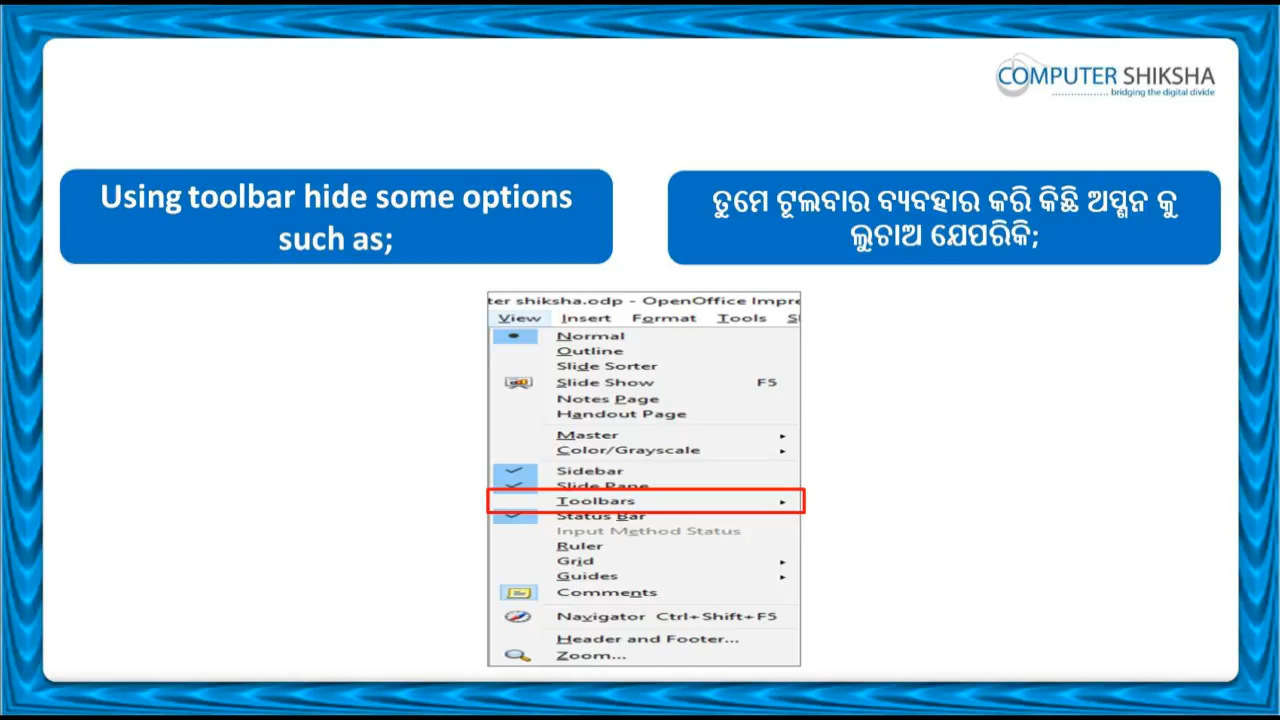 COMPUTER SHIKSHA
bridging the digital divide
Using toolbar hide some options
such as;
ତୁମେ ଟୂଲବାର ବ୍ୟବହାର କରି କିଛି ଅପ୍ଶନ କୁ
ଲୁଚାଅ ଯେପରିକି;
ter shiksha.odp - OpenOffice Impre
View Insert Format Tools S
Normal
Outline
Slide Sorter
Slide Show F5
Notes Page
Handout Page
Master
Color/Grayscale
Sidebar
Slide Pane
Toolbars
Status Bar
Input Method Status
Ruler
Grid
Guides
Comments
Navigator Ctrl+Shift+F5
Header and Footer...
Zoom...